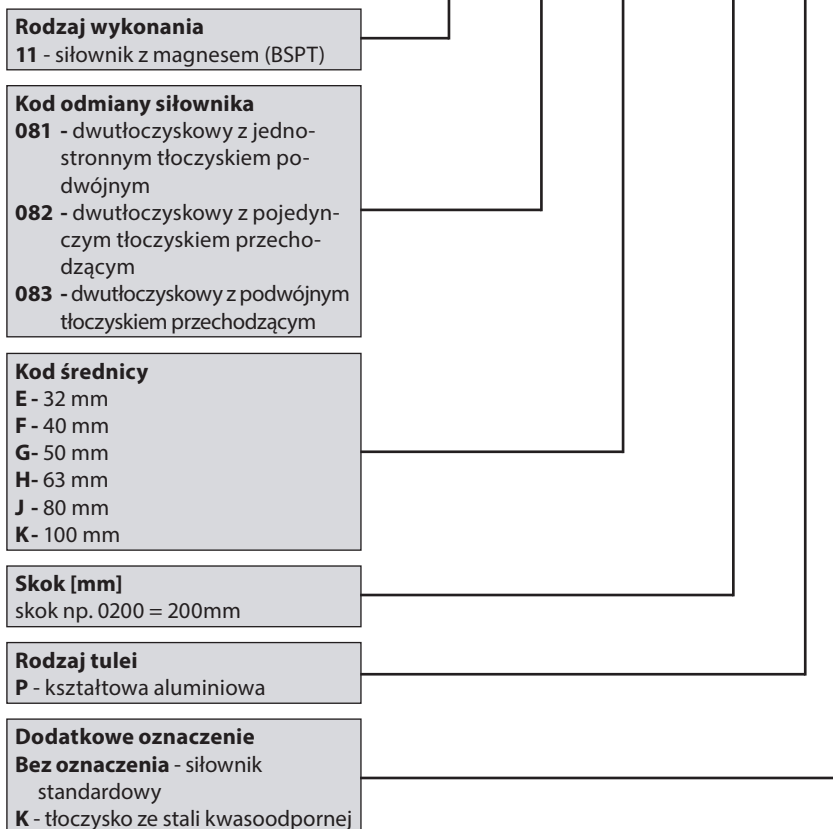 Rodzaj wykonania
11 - siłownik z magnesem (BSPT)
Kod odmiany siłownika
081 - dwutłoczyskowy z jedno-
stronnym tłoczyskiem po-
dwójnym
082 - dwutłoczyskowy z pojedyn-
czym tłoczyskiem przecho-
dzącym
083 - dwutłoczyskowy z podwójnym
tłoczyskiem przechodzącym
Kod średnicy
E - 32 mm
F - 40 mm
G- 50 mm
H- 63 mm
J - 80 mm
K- 100 mm
Skok [mm]
skok np. 0200 = 200mm
Rodzaj tulei
P - kształtowa aluminiowa
Dodatkowe oznaczenie
Bez oznaczenia - siłownik
standardowy
K - tłoczysko ze stali kwasoodpornej